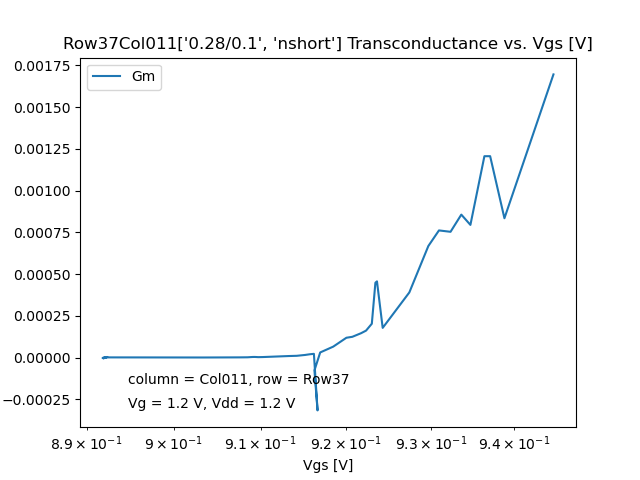 Row37Col011['0.28/0.1', 'nshort'] Transconductance vs. Vgs [V]
Gm
0.00175
0.00150
0.00125
0.00100
0.00075
0.00050
0.00025
0.00000
−0.00025
column = Col011, row = Row37
Vg = 1.2 V, Vdd = 1.2 V
8.9 × 10⁻¹ 9 × 10⁻¹ 9.1 × 10⁻¹ 9.2 × 10⁻¹ 9.3 × 10⁻¹ 9.4 × 10⁻¹
Vgs [V]